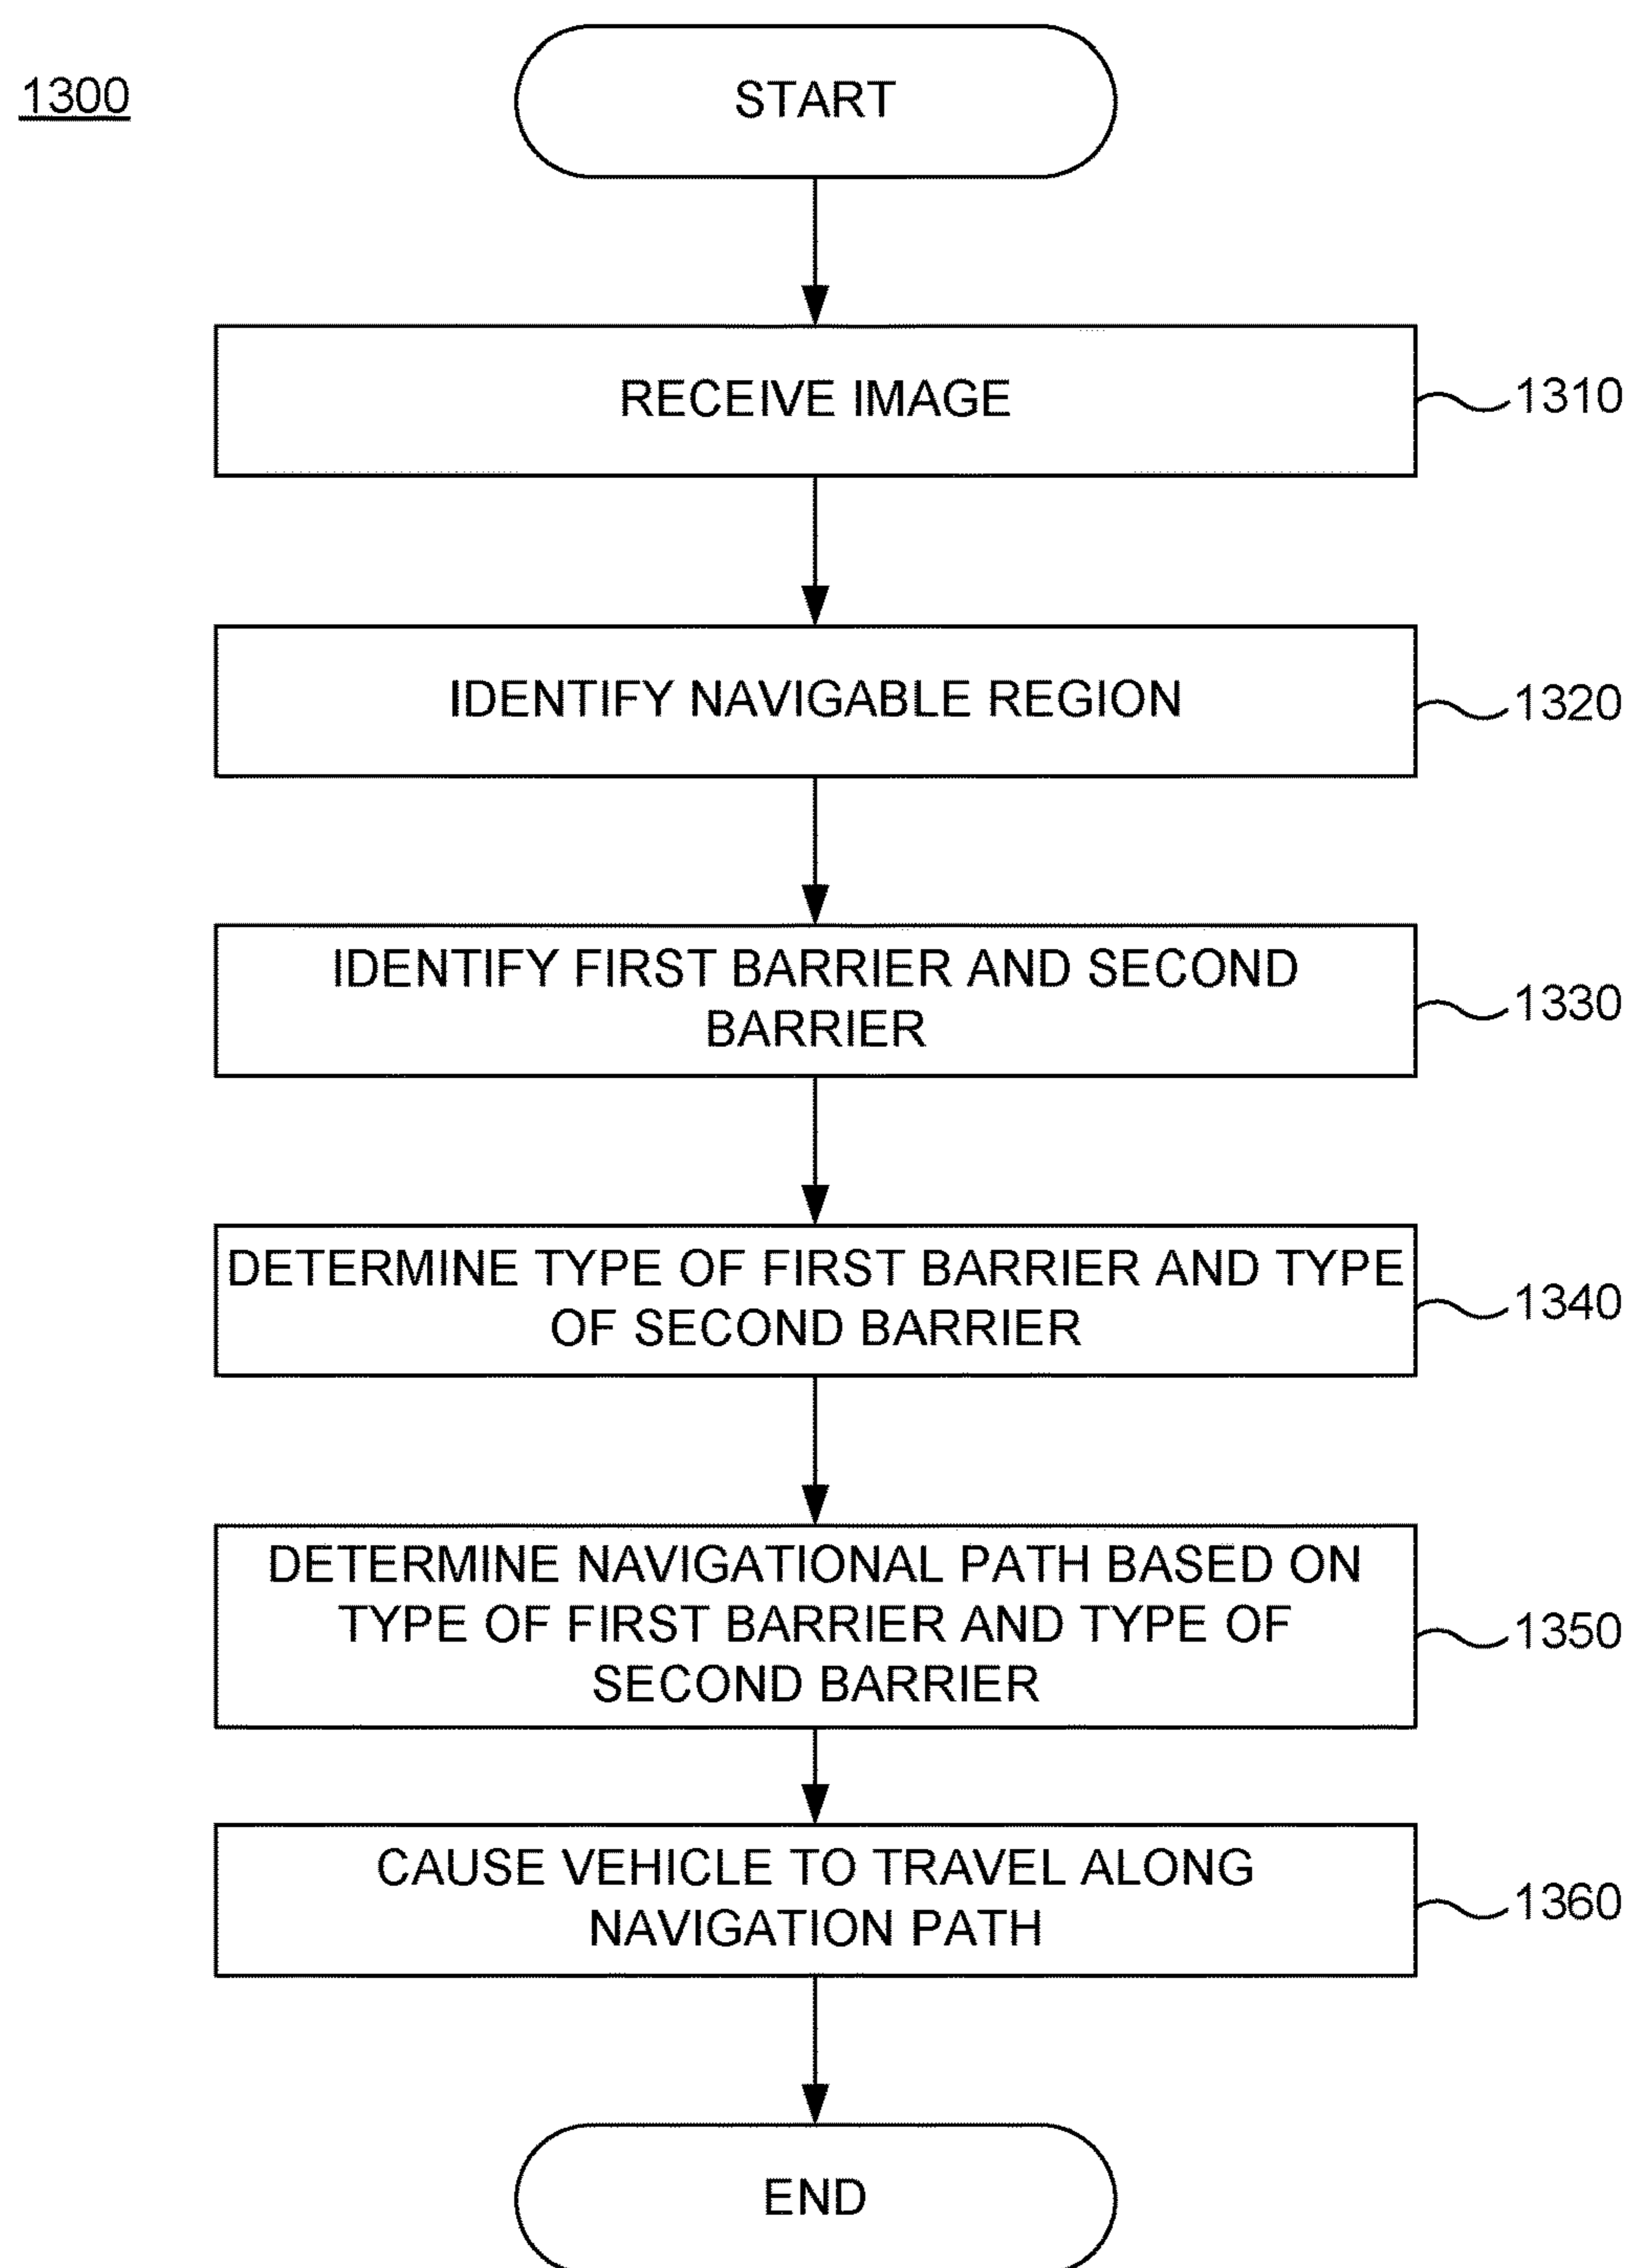 1300
START
RECEIVE IMAGE
1310
IDENTIFY NAVIGABLE REGION
1320
IDENTIFY FIRST BARRIER AND SECOND
BARRIER
1330
DETERMINE TYPE OF FIRST BARRIER AND TYPE
OF SECOND BARRIER
1340
DETERMINE NAVIGATIONAL PATH BASED ON
TYPE OF FIRST BARRIER AND TYPE OF
SECOND BARRIER
1350
CAUSE VEHICLE TO TRAVEL ALONG
NAVIGATION PATH
1360
END